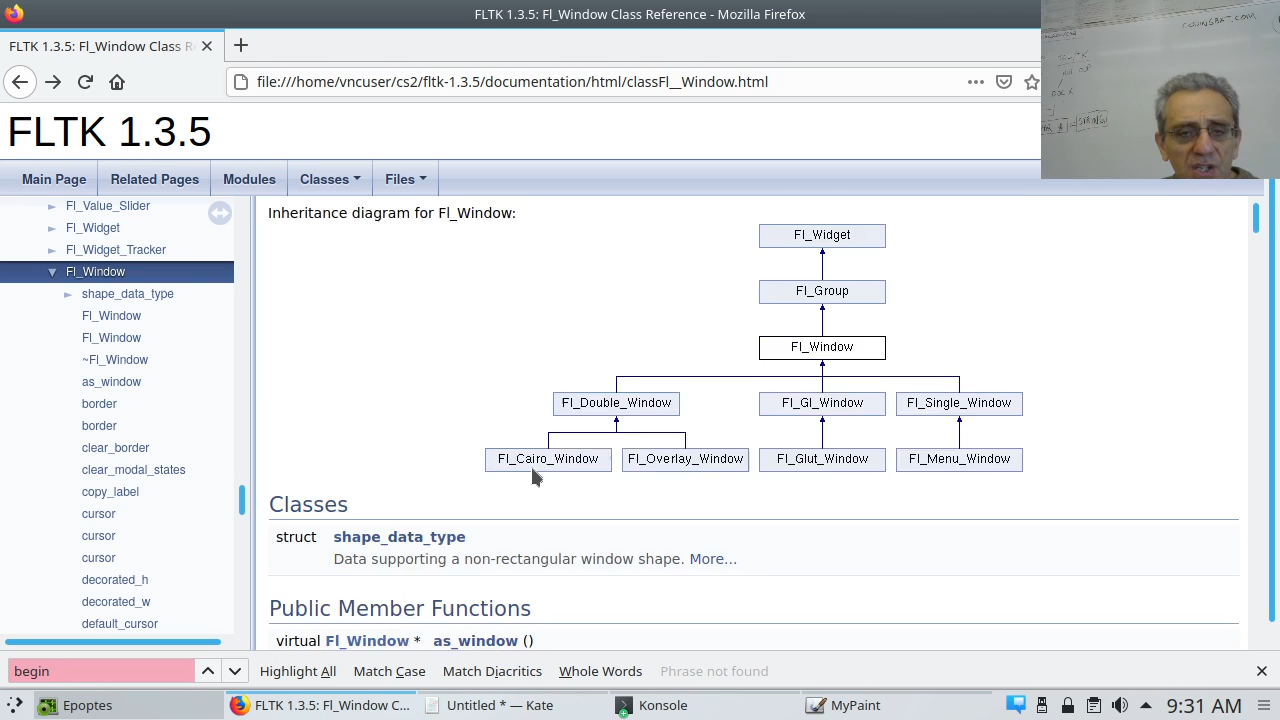 FLTK 1.3.5: Fl_Window Class Reference - Mozilla Firefox
FLTK 1.3.5: Fl_Window Class R
file:///home/vncuser/cs2/fltk-1.3.5/documentation/html/classFl__Window.html
FLTK 1.3.5
Main Page Related Pages Modules Classes Files
Fl_Value_Slider
Fl_Widget
Fl_Widget_Tracker
Fl_Window
shape_data_type
Fl_Window
Fl_Window
~Fl_Window
as_window
border
border
clear_border
clear_modal_states
copy_label
cursor
cursor
cursor
decorated_h
decorated_w
default_cursor
Inheritance diagram for Fl_Window:
Fl_Widget
Fl_Group
Fl_Window
Fl_Double_Window Fl_Gl_Window Fl_Single_Window
Fl_Cairo_Window Fl_Overlay_Window Fl_Glut_Window Fl_Menu_Window
Classes
struct shape_data_type
Data supporting a non-rectangular window shape. More...
Public Member Functions
virtual Fl_Window * as_window ()
begin Highlight All Match Case Match Diacritics Whole Words Phrase not found
Epoptes FLTK 1.3.5: Fl_Window C... Untitled * — Kate Konsole MyPaint 9:31 AM